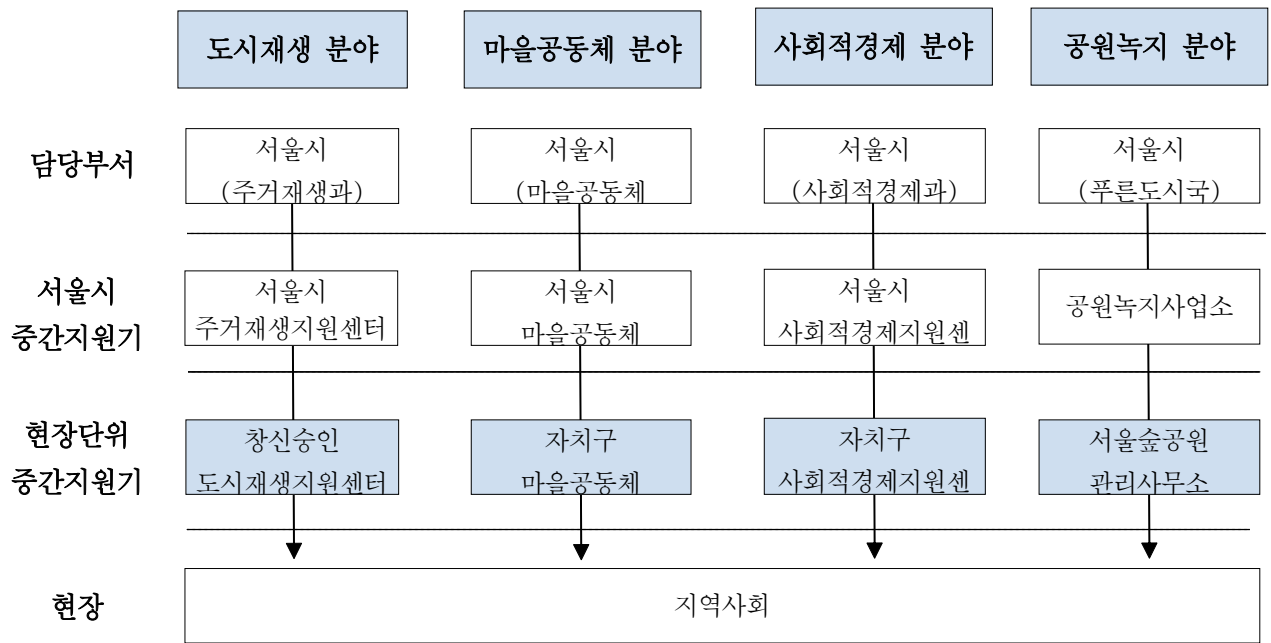 도시재생 분야
마을공동체 분야
사회적경제 분야
공원녹지 분야
담당부서
서울시
(주거재생과)
서울시
(마을공동체
서울시
(사회적경제과)
서울시
(푸른도시국)
서울시
중간지원기
서울시
주거재생지원센터
서울시
마을공동체
서울시
사회적경제지원센
공원녹지사업소
현장단위
중간지원기
창신숭인
도시재생지원센터
자치구
마을공동체
자치구
사회적경제지원센
서울숲공원
관리사무소
현장
지역사회